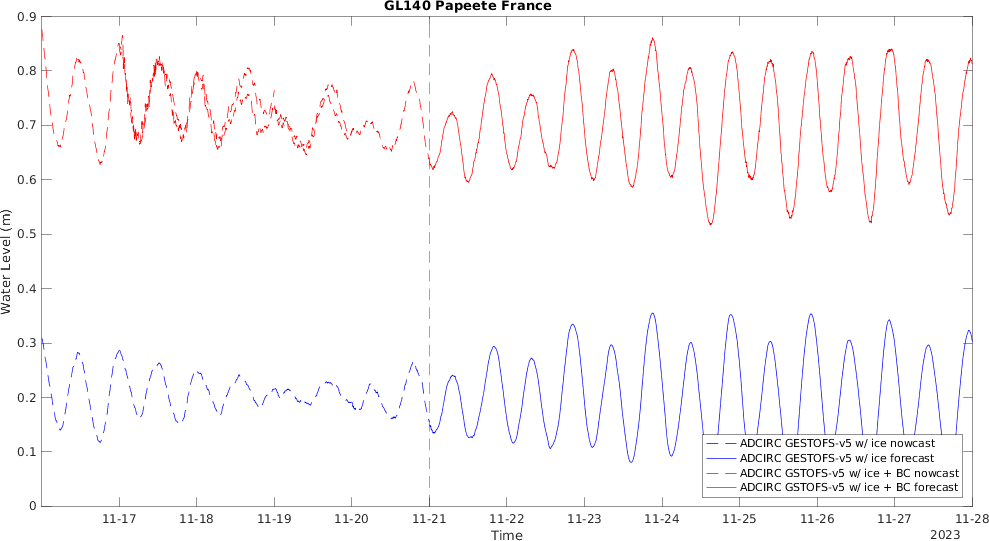 GL140 Papeete France
0.9
0.8
0.7
0.6
0.5
0.4
0.3
0.2
0.1
0
Water Level (m)
ADCIRC GESTOFS-v5 w/ ice nowcast
ADCIRC GESTOFS-v5 w/ ice forecast
ADCIRC GSTOFS-v5 w/ ice + BC nowcast
ADCIRC GSTOFS-v5 w/ ice + BC forecast
11-17 11-18 11-19 11-20 11-21 11-22 11-23 11-24 11-25 11-26 11-27 11-28
Time
2023